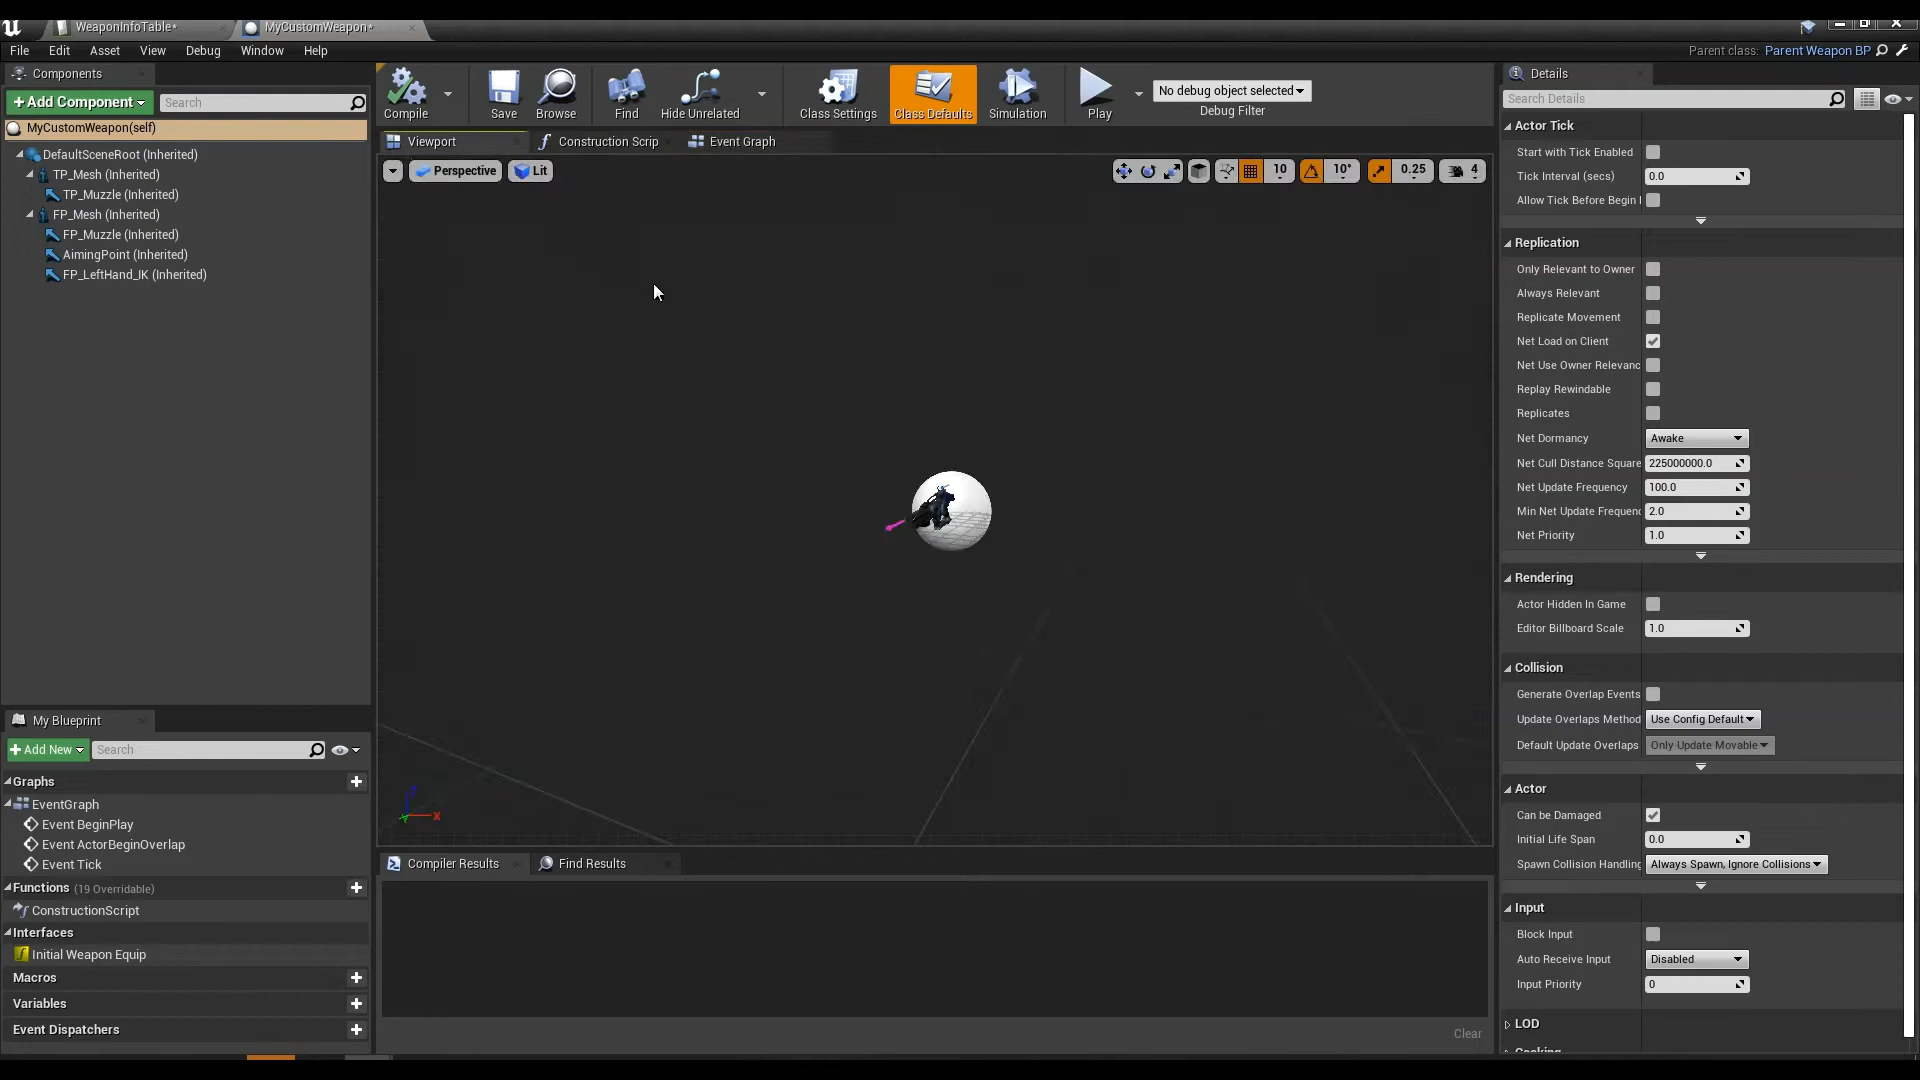 WeaponInfoTable*
MyCustomWeapon*
File Edit Asset View Debug Window Help
Parent class: Parent Weapon BP
Components
+ Add Component
Search
MyCustomWeapon(self)
DefaultSceneRoot (Inherited)
TP_Mesh (Inherited)
TP_Muzzle (Inherited)
FP_Mesh (Inherited)
FP_Muzzle (Inherited)
AimingPoint (Inherited)
FP_LeftHand_IK (Inherited)
My Blueprint
+ Add New
Search
Graphs
EventGraph
Event BeginPlay
Event ActorBeginOverlap
Event Tick
Functions (19 Overridable)
ConstructionScript
Interfaces
Initial Weapon Equip
Macros
Variables
Event Dispatchers
Compile
Save
Browse
Find
Hide Unrelated
Class Settings
Class Defaults
Simulation
Play
No debug object selected
Debug Filter
Viewport
Construction Scrip
Event Graph
Perspective
Lit
10
10°
0.25
4
Z
X
Compiler Results
Find Results
Clear
Details
Search Details
Actor Tick
Start with Tick Enabled
Tick Interval (secs) 0.0
Allow Tick Before Begin
Replication
Only Relevant to Owner
Always Relevant
Replicate Movement
Net Load on Client
Net Use Owner Relevanc
Replay Rewindable
Replicates
Net Dormancy Awake
Net Cull Distance Square 225000000.0
Net Update Frequency 100.0
Min Net Update Frequen 2.0
Net Priority 1.0
Rendering
Actor Hidden In Game
Editor Billboard Scale 1.0
Collision
Generate Overlap Events
Update Overlaps Method Use Config Default
Default Update Overlaps Only Update Movable
Actor
Can be Damaged
Initial Life Span 0.0
Spawn Collision Handling Always Spawn, Ignore Collisions
Input
Block Input
Auto Receive Input Disabled
Input Priority 0
LOD